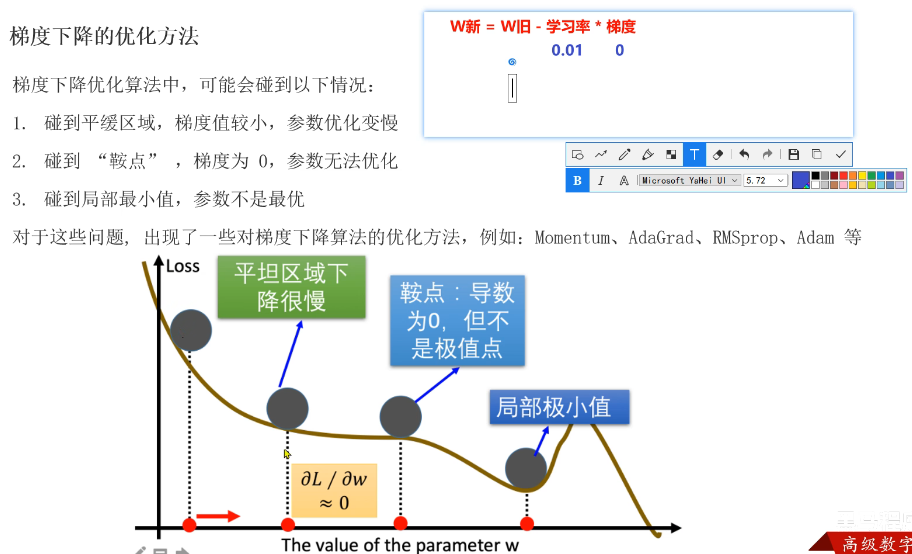 梯度下降的优化方法
W新 = W旧 - 学习率 * 梯度
0.01 0
梯度下降优化算法中，可能会碰到以下情况：
1. 碰到平缓区域，梯度值较小，参数优化变慢
2. 碰到 “鞍点” ，梯度为 0，参数无法优化
3. 碰到局部最小值，参数不是最优
B I A Microsoft YaHei UI 5.72
对于这些问题, 出现了一些对梯度下降算法的优化方法，例如：Momentum、AdaGrad、RMSprop、Adam 等
Loss
平坦区域下
降很慢
鞍点：导数
为0，但不
是极值点
局部极小值
∂L / ∂w
≈ 0
The value of the parameter w
高级数字